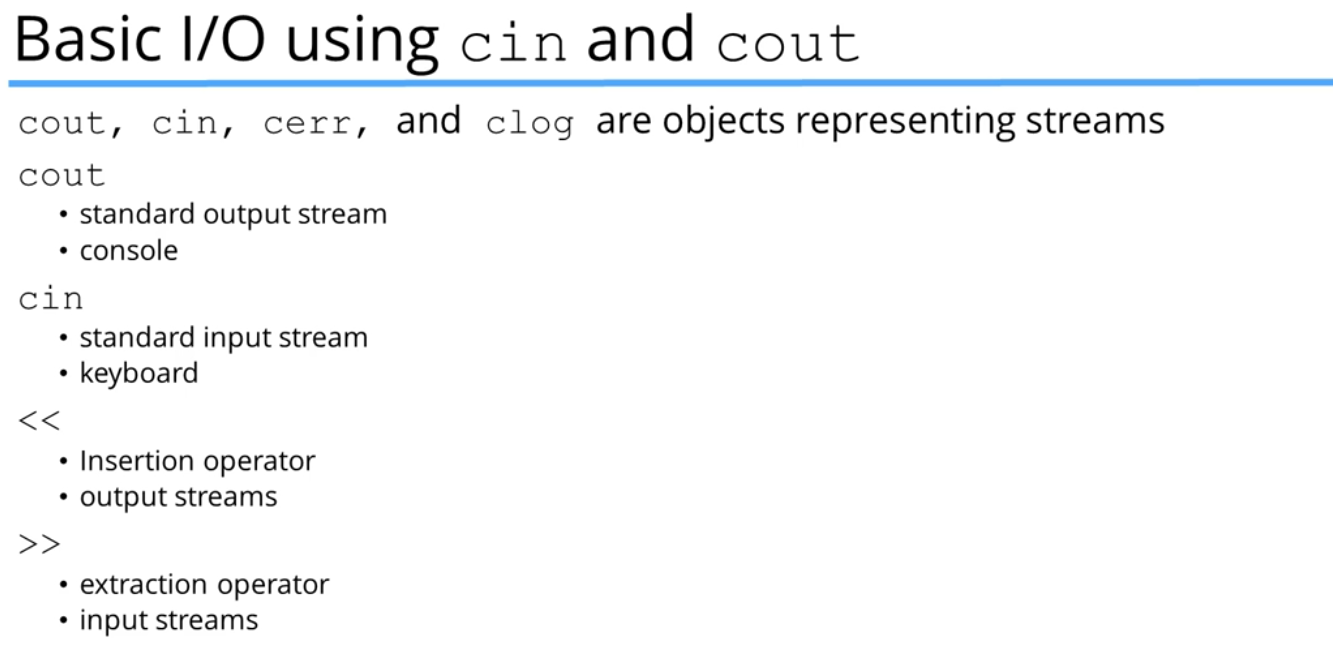 Basic I/O using cin and cout
cout, cin, cerr, and clog are objects representing streams
cout
• standard output stream
• console
cin
• standard input stream
• keyboard
<<
• Insertion operator
• output streams
>>
• extraction operator
• input streams